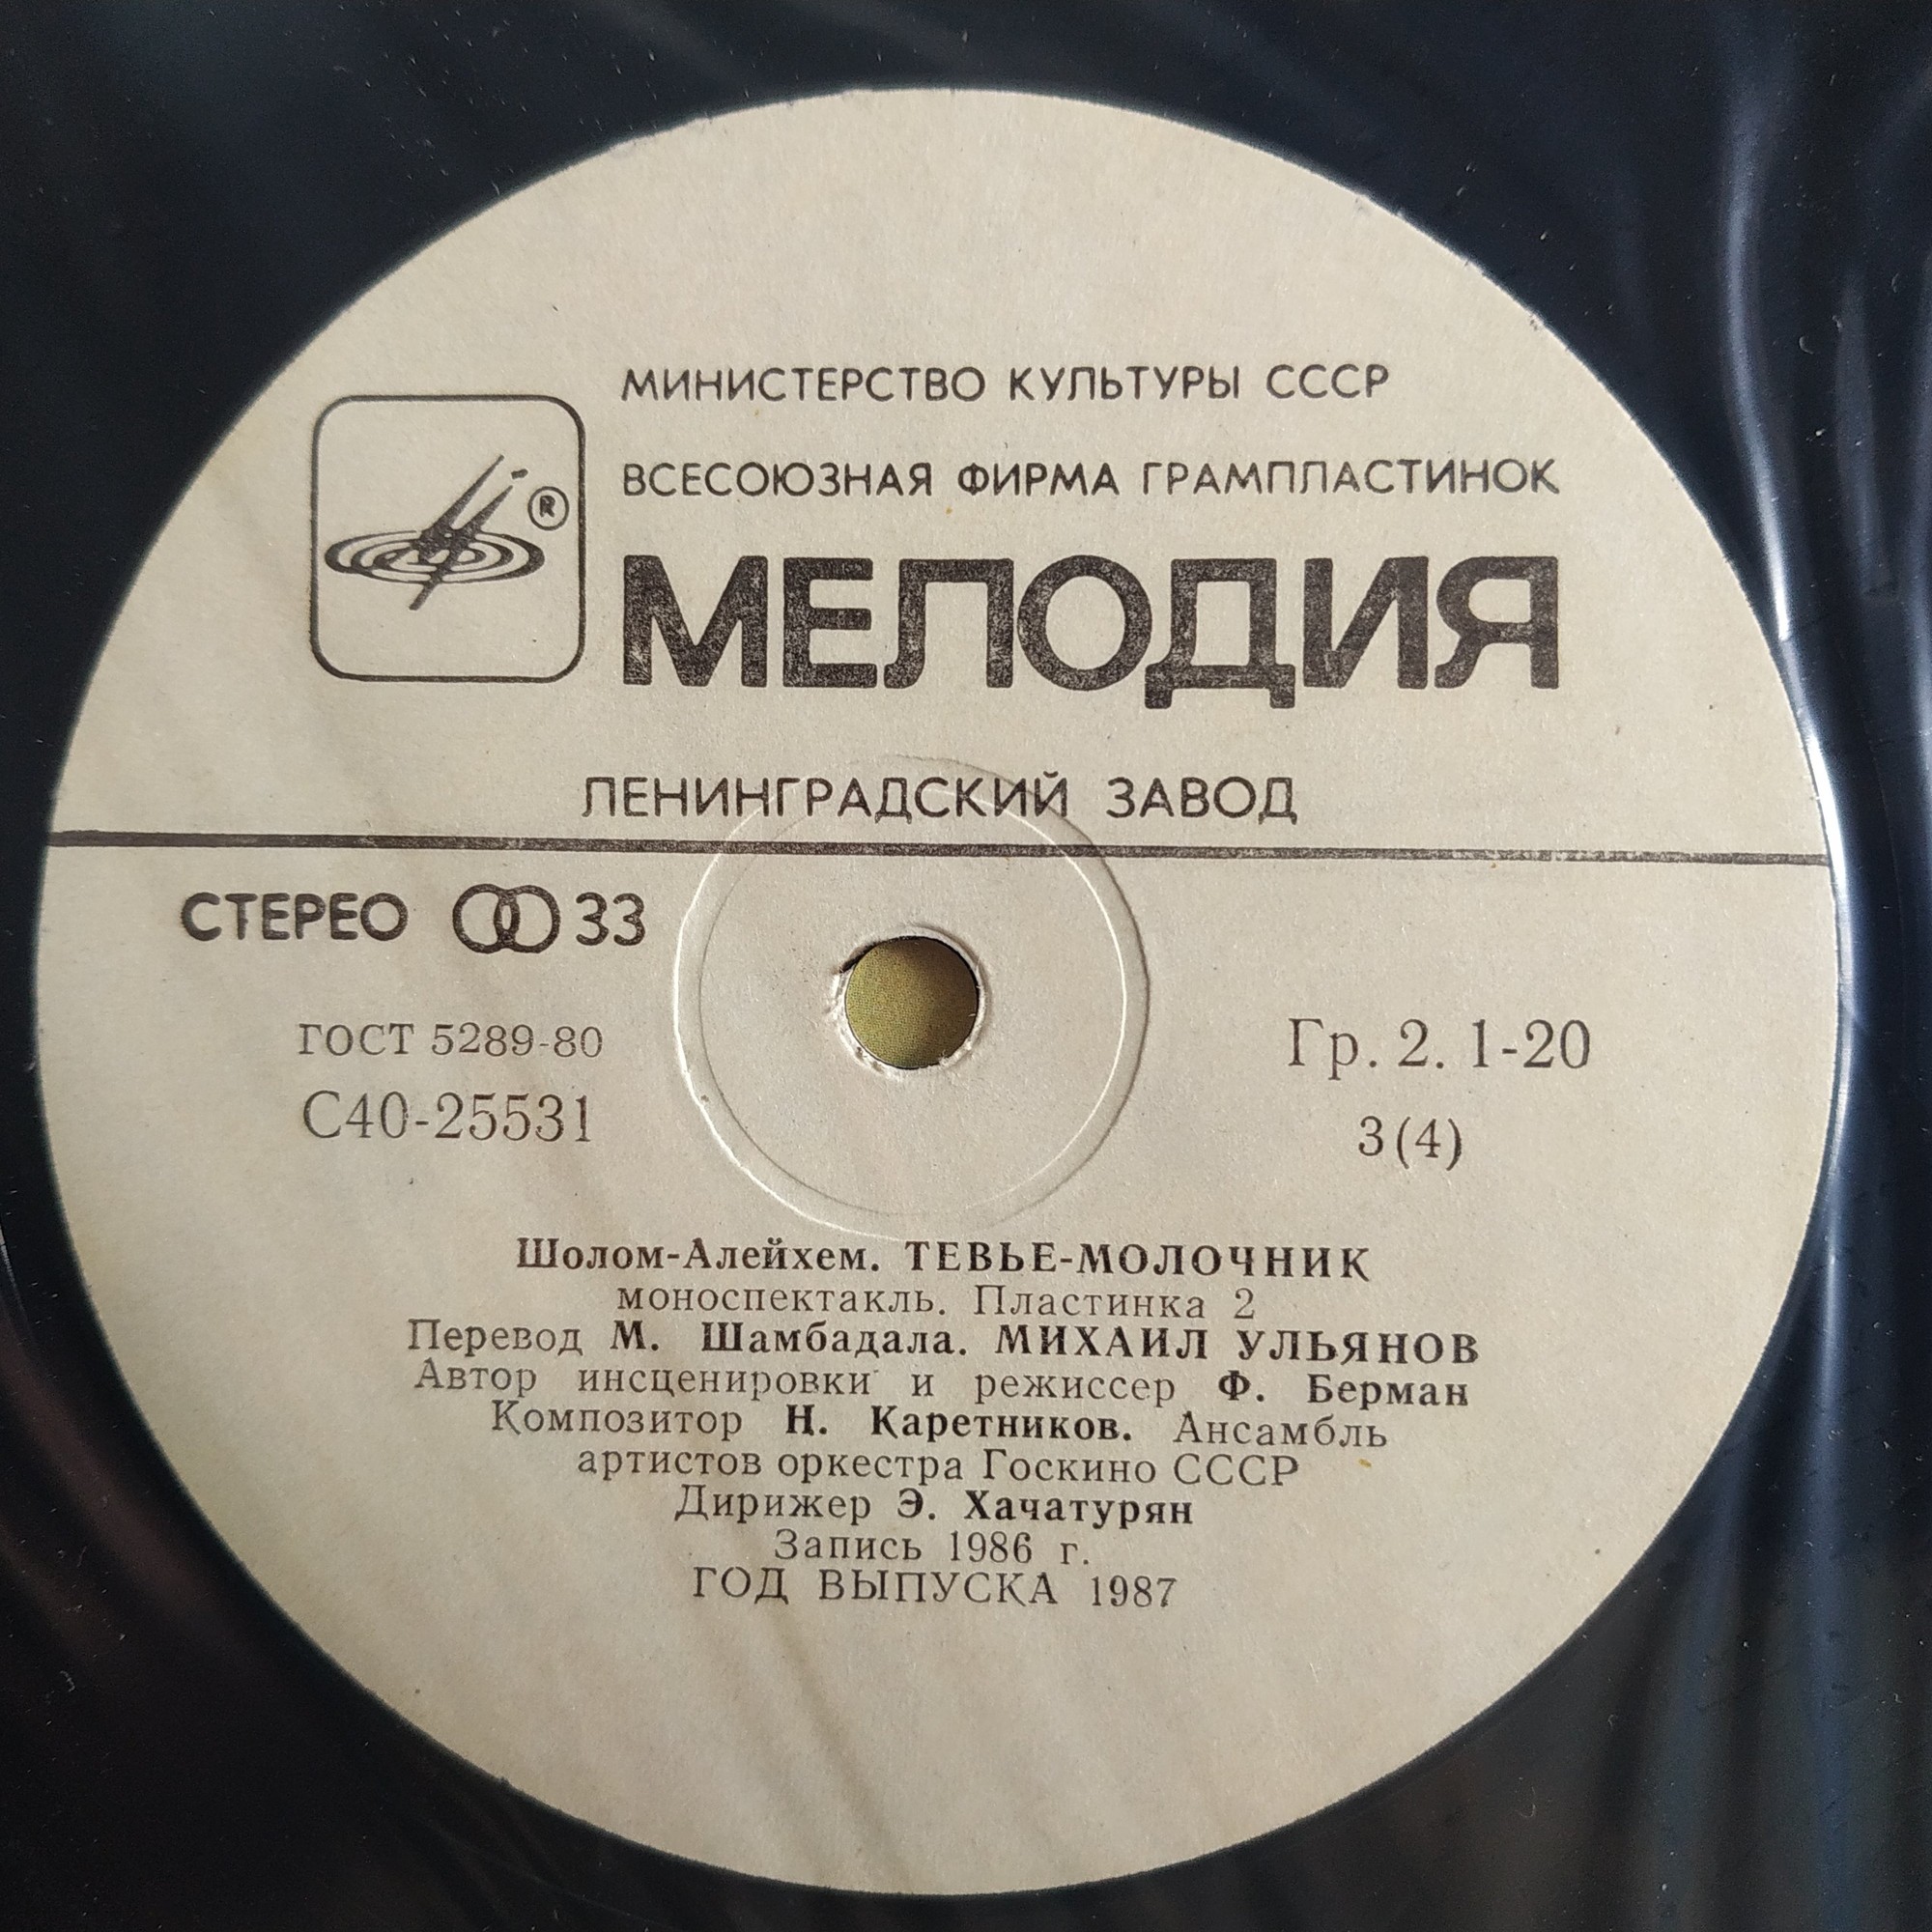 МИНИСТЕРСТВО КУЛЬТУРЫ СССР
ВСЕСОЮЗНАЯ ФИРМА ГРАМПЛАСТИНОК
®
МЕЛОДИЯ
ЛЕНИНГРАДСКИЙ ЗАВОД
СТЕРЕО 33
ГОСТ 5289-80
Гр. 2. 1-20
С40-25531
3(4)
Шолом-Алейхем. ТЕВЬЕ-МОЛОЧНИК
моноспектакль. Пластинка 2
Перевод М. Шамбадала. МИХАИЛ УЛЬЯНОВ
Автор инсценировки и режиссер Ф. Берман
Композитор Н. Каретников. Ансамбль
артистов оркестра Госкино СССР
Дирижер Э. Хачатурян
Запись 1986 г.
ГОД ВЫПУСКА 1987